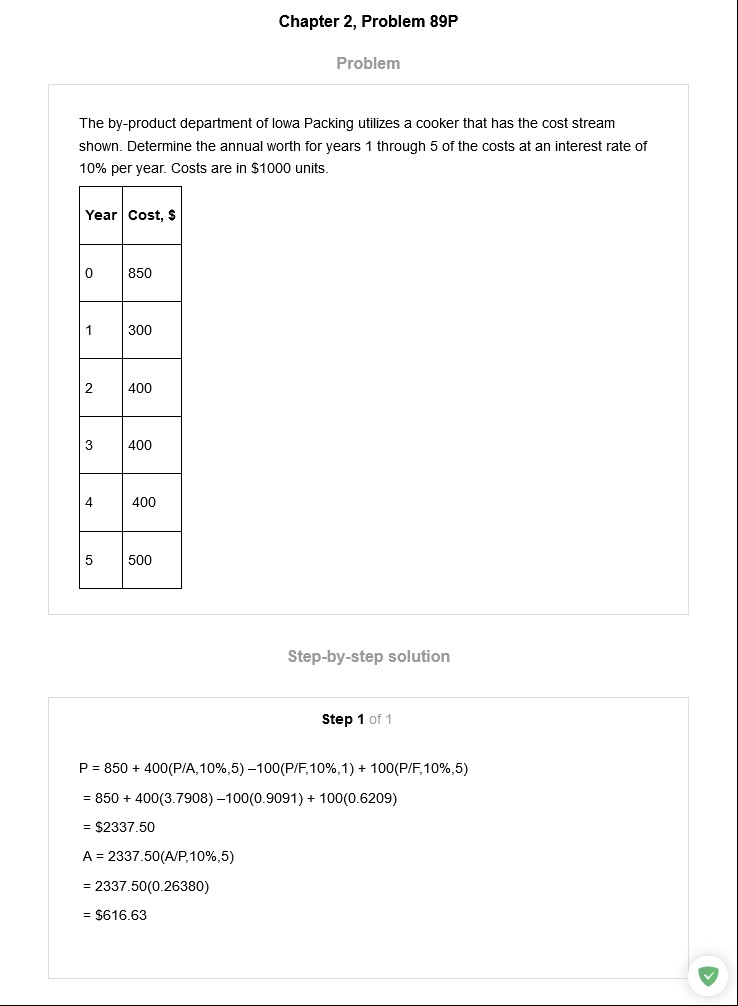 Chapter 2, Problem 89P
Problem
The by-product department of Iowa Packing utilizes a cooker that has the cost stream
shown. Determine the annual worth for years 1 through 5 of the costs at an interest rate of
10% per year. Costs are in $1000 units.
Year Cost, $
0 850
1 300
2 400
3 400
4 400
5 500
Step-by-step solution
Step 1 of 1
P = 850 + 400(P/A,10%,5) –100(P/F,10%,1) + 100(P/F,10%,5)
= 850 + 400(3.7908) –100(0.9091) + 100(0.6209)
= $2337.50
A = 2337.50(A/P,10%,5)
= 2337.50(0.26380)
= $616.63